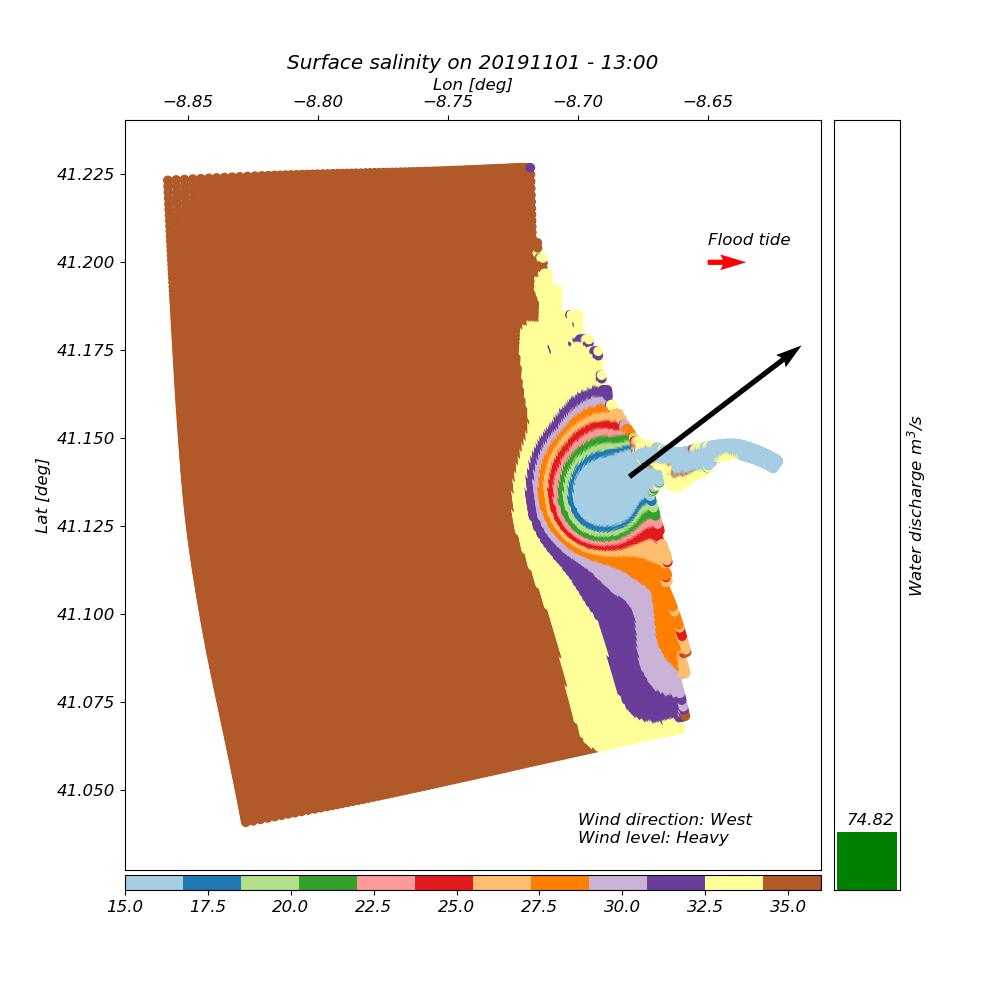 Surface salinity on 20191101 - 13:00
Lon [deg]
−8.85 −8.80 −8.75 −8.70 −8.65
41.225
41.200
41.175
41.150
41.125
41.100
41.075
41.050
Lat [deg]
Flood tide
Wind direction: West
Wind level: Heavy
74.82
Water discharge m³/s
15.0 17.5 20.0 22.5 25.0 27.5 30.0 32.5 35.0